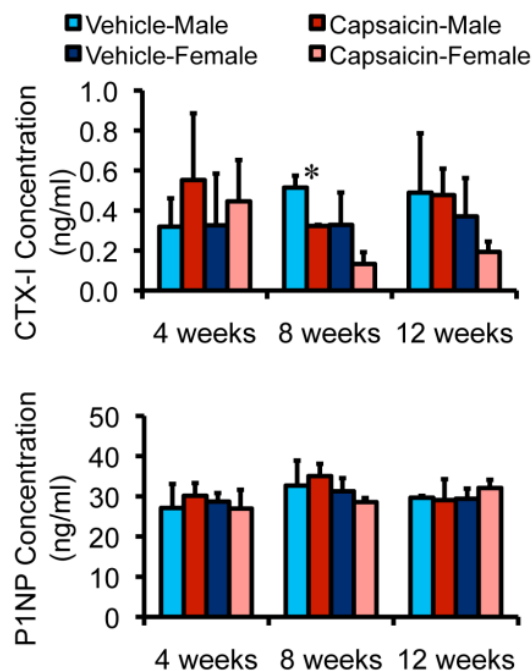 Vehicle-Male Capsaicin-Male
Vehicle-Female Capsaicin-Female
CTX-I Concentration
(ng/ml)
1.0
0.8
0.6
0.4
0.2
0.0
*
4 weeks 8 weeks 12 weeks
P1NP Concentration
(ng/ml)
50
40
30
20
10
0
4 weeks 8 weeks 12 weeks